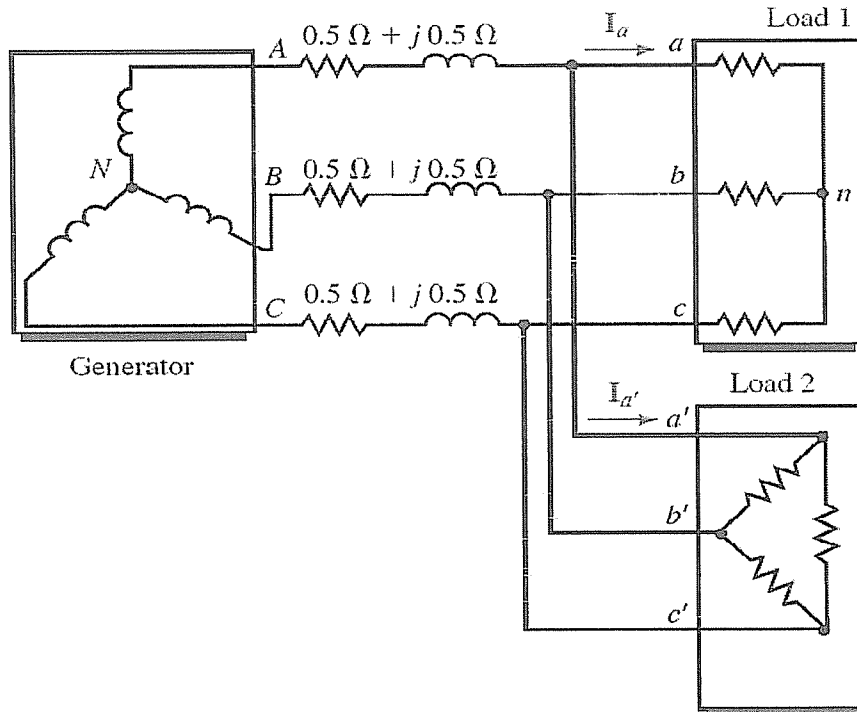 Load 1
A 0.5 Ω + j 0.5 Ω I_a a
N
B 0.5 Ω | j 0.5 Ω b n
C 0.5 Ω | j 0.5 Ω c
Generator
Load 2
I_a' a'
b'
c'